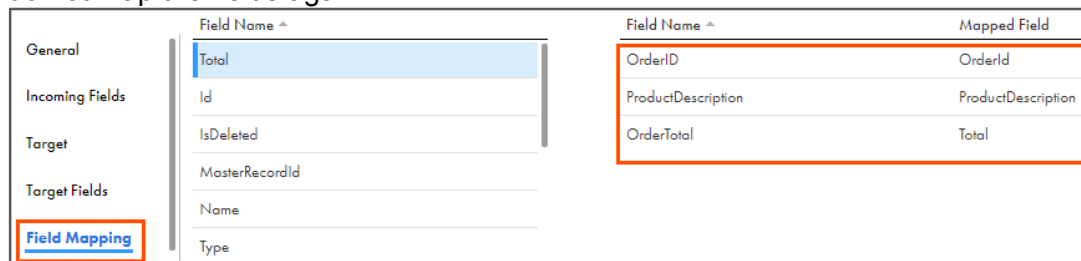 Field Name
Field Name Mapped Field
General
Total
OrderID OrderId
Incoming Fields
Id
ProductDescription ProductDescription
Target
IsDeleted
OrderTotal Total
MasterRecordId
Target Fields
Name
Field Mapping
Type